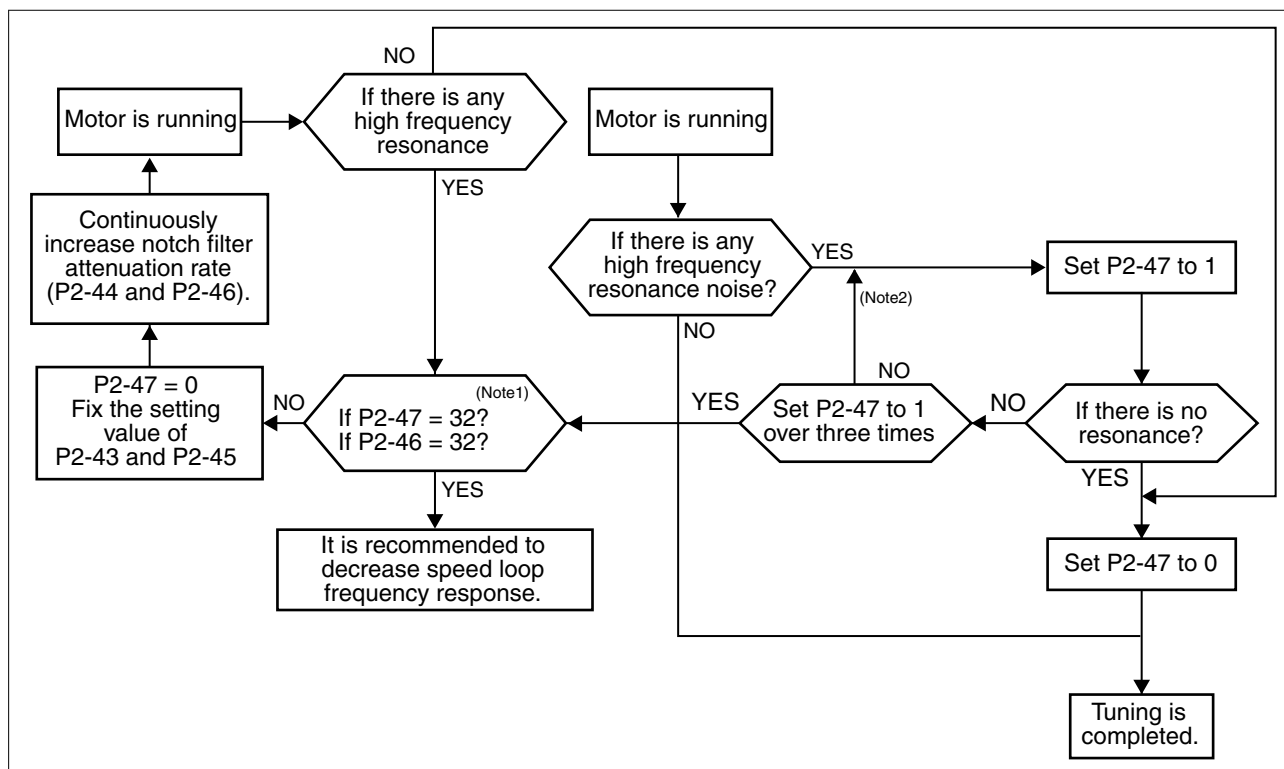 NO
If there is any
high frequency
resonance
Motor is running
Motor is running
YES
Continuously
increase notch filter
attenuation rate
(P2-44 and P2-46).
If there is any
high frequency
resonance noise?
YES
Set P2-47 to 1
(Note2)
NO
P2-47 = 0
Fix the setting
value of
P2-43 and P2-45
NO
(Note1)
If P2-47 = 32?
If P2-46 = 32?
YES
NO
Set P2-47 to 1
over three times
NO
If there is no
resonance?
YES
YES
It is recommended to
decrease speed loop
frequency response.
Set P2-47 to 0
Tuning is
completed.